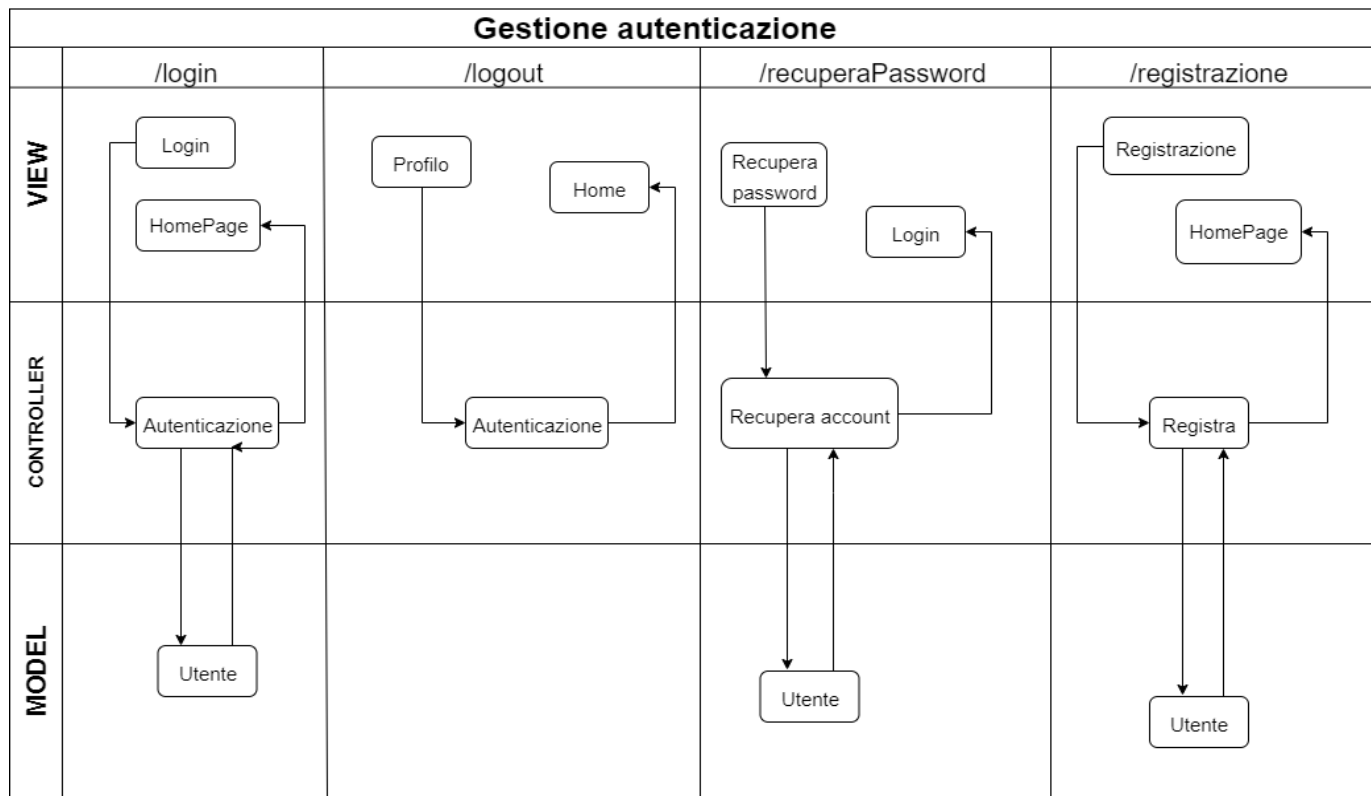 Gestione autenticazione
/login
/logout
/recuperaPassword
/registrazione
VIEW
Login
HomePage
Profilo
Home
Recupera
password
Login
Registrazione
HomePage
CONTROLLER
Autenticazione
Autenticazione
Recupera account
Registra
MODEL
Utente
Utente
Utente